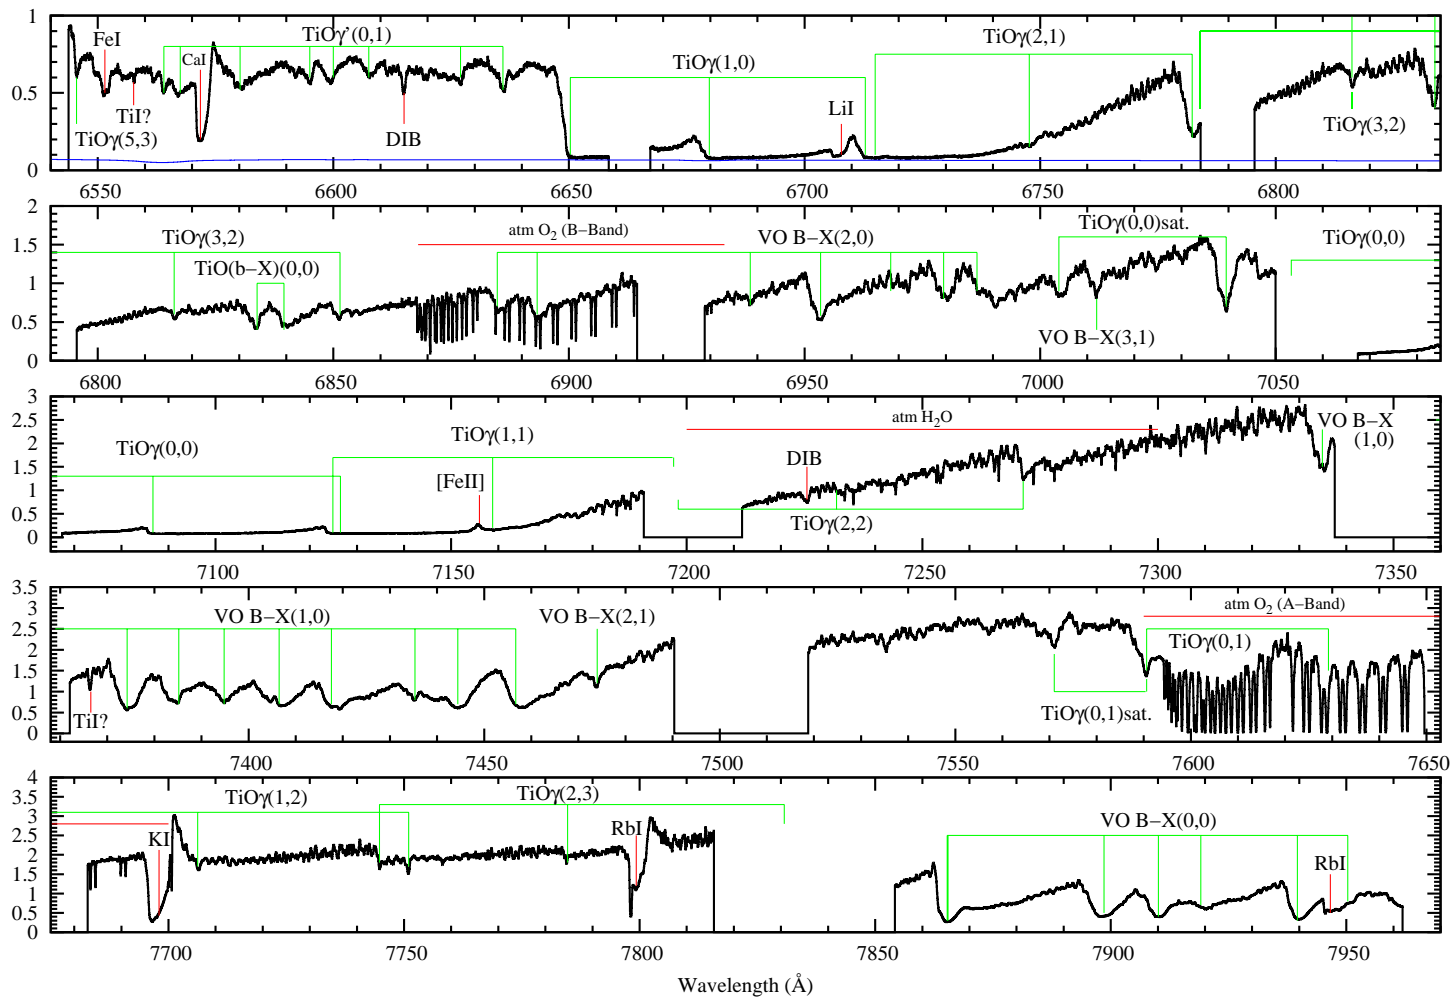 1
0.5
0
FeI
TiOγ'(0,1)
CaI
TiI?
TiOγ(5,3)
DIB
TiOγ(1,0)
LiI
TiOγ(2,1)
TiOγ(3,2)
6550 6600 6650 6700 6750 6800
2
1.5
1
0.5
0
TiOγ(3,2)
TiO(b−X)(0,0)
atm O2 (B−Band)
VO B−X(2,0)
TiOγ(0,0)sat.
TiOγ(0,0)
VO B−X(3,1)
6800 6850 6900 6950 7000 7050
3
2.5
2
1.5
1
0.5
0
TiOγ(0,0)
TiOγ(1,1)
[FeII]
atm H2O
DIB
TiOγ(2,2)
VO B−X
(1,0)
7100 7150 7200 7250 7300 7350
3.5
3
2.5
2
1.5
1
0.5
0
VO B−X(1,0)
VO B−X(2,1)
TiI?
atm O2 (A−Band)
TiOγ(0,1)
TiOγ(0,1)sat.
7400 7450 7500 7550 7600 7650
4
3.5
3
2.5
2
1.5
1
0.5
0
TiOγ(1,2)
TiOγ(2,3)
KI
RbI
VO B−X(0,0)
RbI
7700 7750 7800 7850 7900 7950
Wavelength (Å)